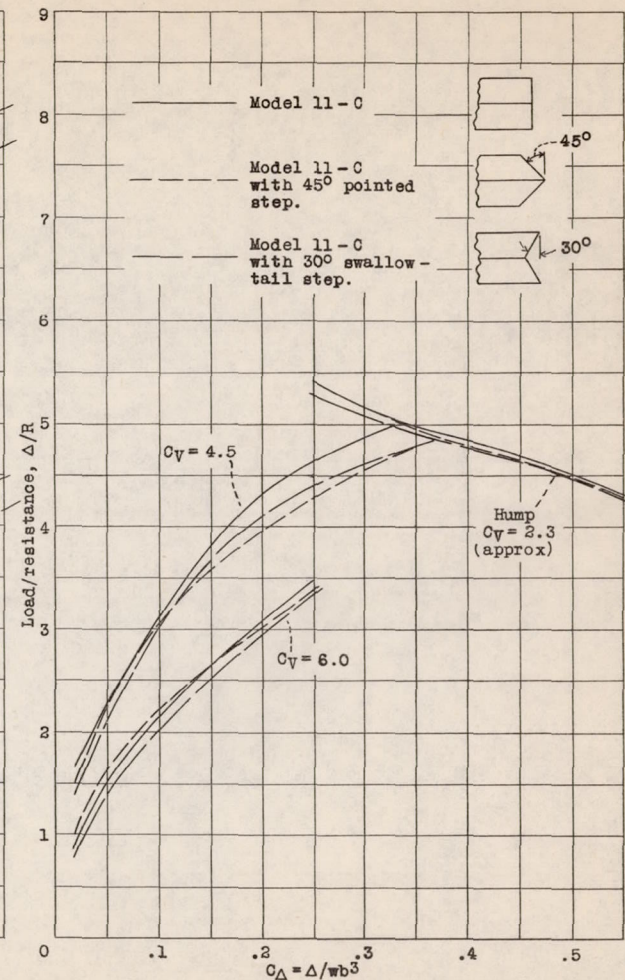 9
8
7
6
5
4
3
2
1
0
.1
.2
.3
.4
.5
Load/resistance, Δ/R
C△ = Δ/wb³
Model 11-C
Model 11-C
with 45° pointed
step.
Model 11-C
with 30° swallow-
tail step.
45°
30°
CV = 4.5
Hump
CV = 2.3
(approx)
CV = 6.0